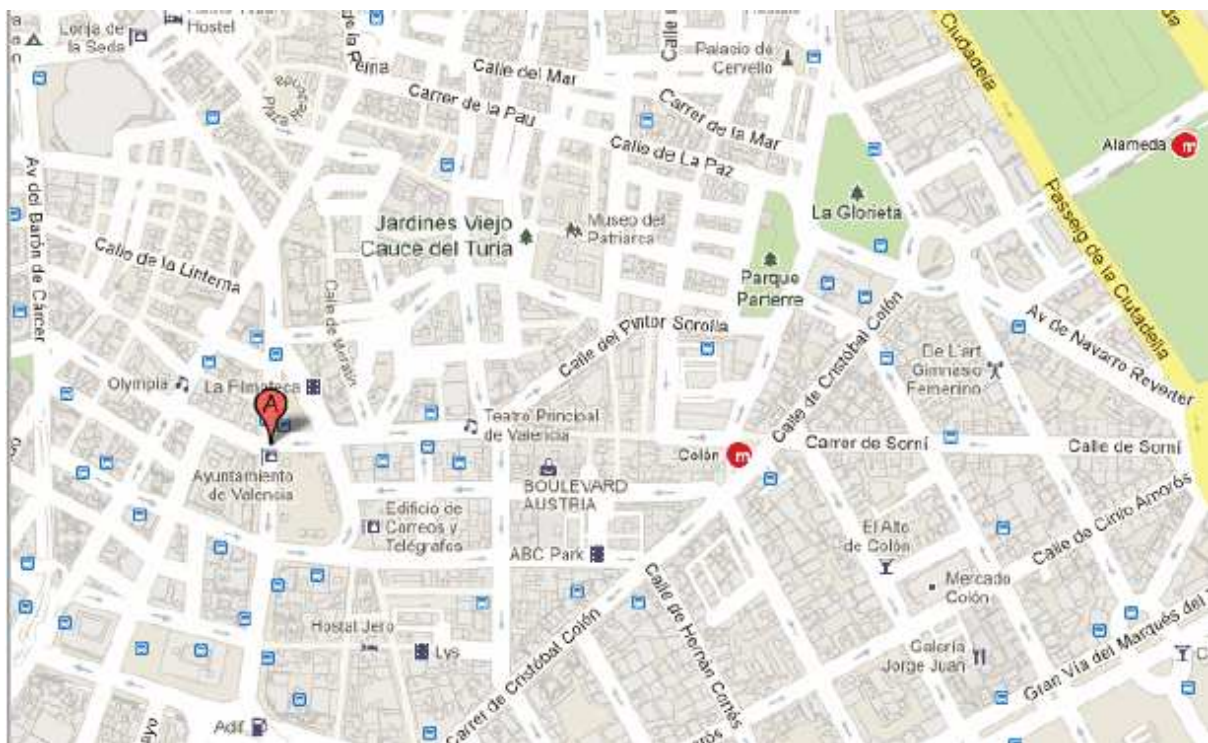 Lonja de
la Seda
Hostel
Calle del Mar
Carrer de la Pau
Palacio de
Cervello
Carrer de la Mar
Calle de La Paz
Ciudadela
Alameda
m
Passeig de la Ciutadella
Av del Barón de Cárcer
Jardines Viejo
Cauce del Turia
Museo del
Patriarca
La Glorieta
Parque
Parterre
Calle de la Linterna
Calle del Pintor Sorolla
Calle de Cristóbal Colón
Av de Navarro Reverter
De L'art
Gimnasio
Femenino
Olympia
La Filmoteca
A
Teatro Principal
de Valencia
Colón
m
Carrer de Sorní
Calle de Sorní
Ayuntamiento
de Valencia
BOULEVARD
AUSTRIA
Edificio de
Correos y
Telégrafos
ABC Park
El Alto
de Colón
Calle de Cirilo Amorós
Mercado
Colón
Calle de Hernán Cortés
Hostal Jero
Lys
Carrer de Cristòfol Colón
Galería
Jorge Juan
Gran Vía del Marqués del
Adif